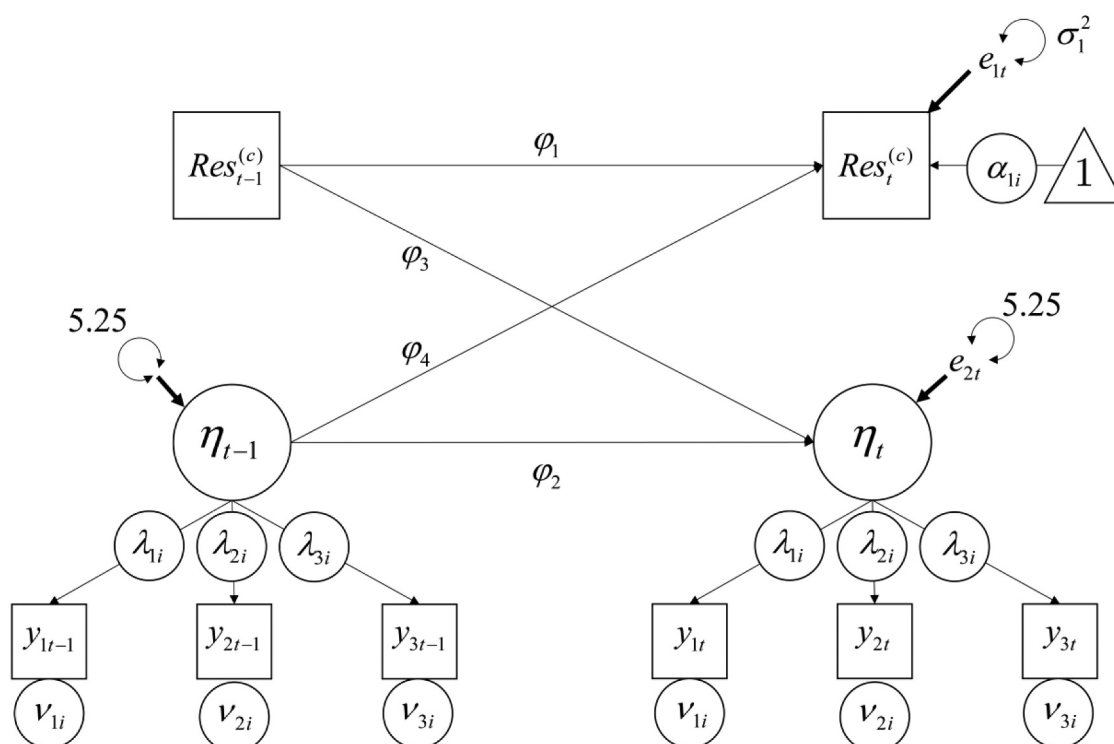 σ₁²
e₁ₜ
Res₍ₜ₋₁₎⁽ᶜ⁾
φ₁
Resₜ⁽ᶜ⁾
α₁ᵢ
1
φ₃
5.25
5.25
φ₄
e₂ₜ
ηₜ₋₁
ηₜ
φ₂
λ₁ᵢ λ₂ᵢ λ₃ᵢ λ₁ᵢ λ₂ᵢ λ₃ᵢ
y₁ₜ₋₁ y₂ₜ₋₁ y₃ₜ₋₁ y₁ₜ y₂ₜ y₃ₜ
ν₁ᵢ ν₂ᵢ ν₃ᵢ ν₁ᵢ ν₂ᵢ ν₃ᵢ